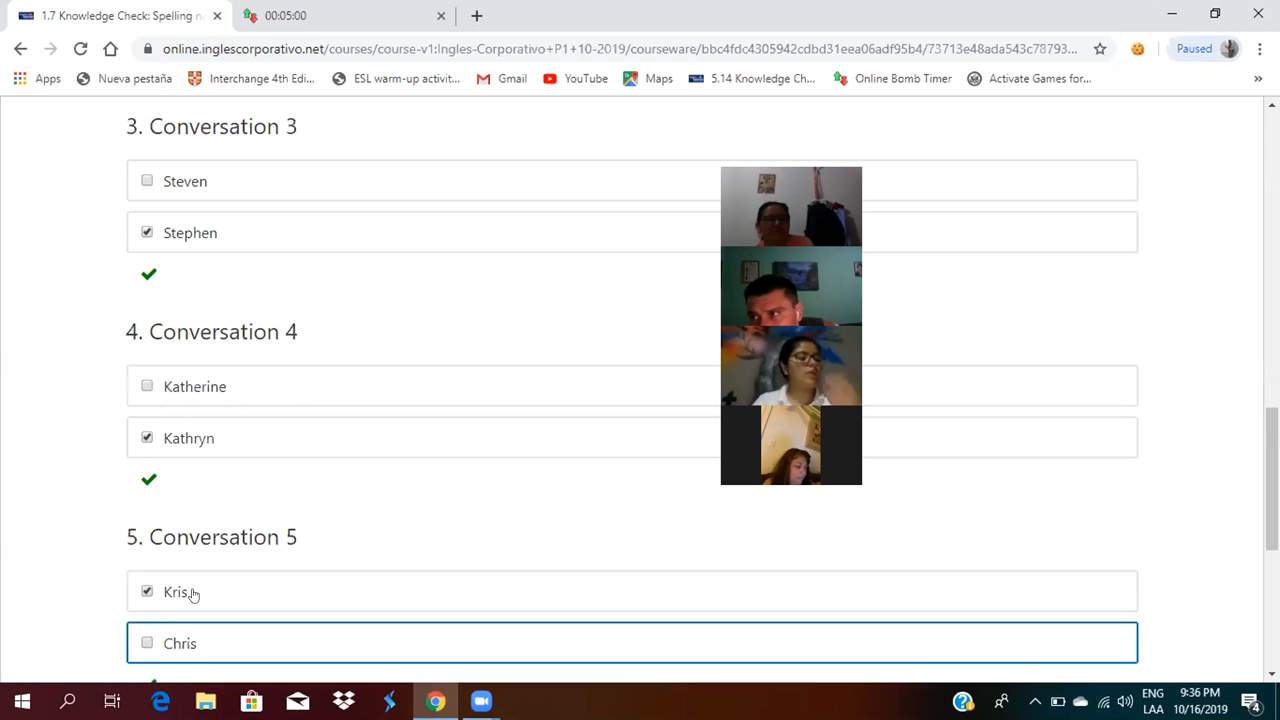 1.7 Knowledge Check: Spelling n
00:05:00
online.inglescorporativo.net/courses/course-v1:Ingles-Corporativo+P1+10-2019/courseware/bbc4fdc4305942cdbd31eea06adf95b4/73713e48ada543c78793...
Paused
Apps
Nueva pestaña
Interchange 4th Edi...
ESL warm-up activit...
Gmail
YouTube
Maps
5.14 Knowledge Ch...
Online Bomb Timer
Activate Games for...
»
3. Conversation 3
Steven
Stephen
4. Conversation 4
Katherine
Kathryn
5. Conversation 5
Kris
Chris
ENG
LAA
9:36 PM
10/16/2019
4